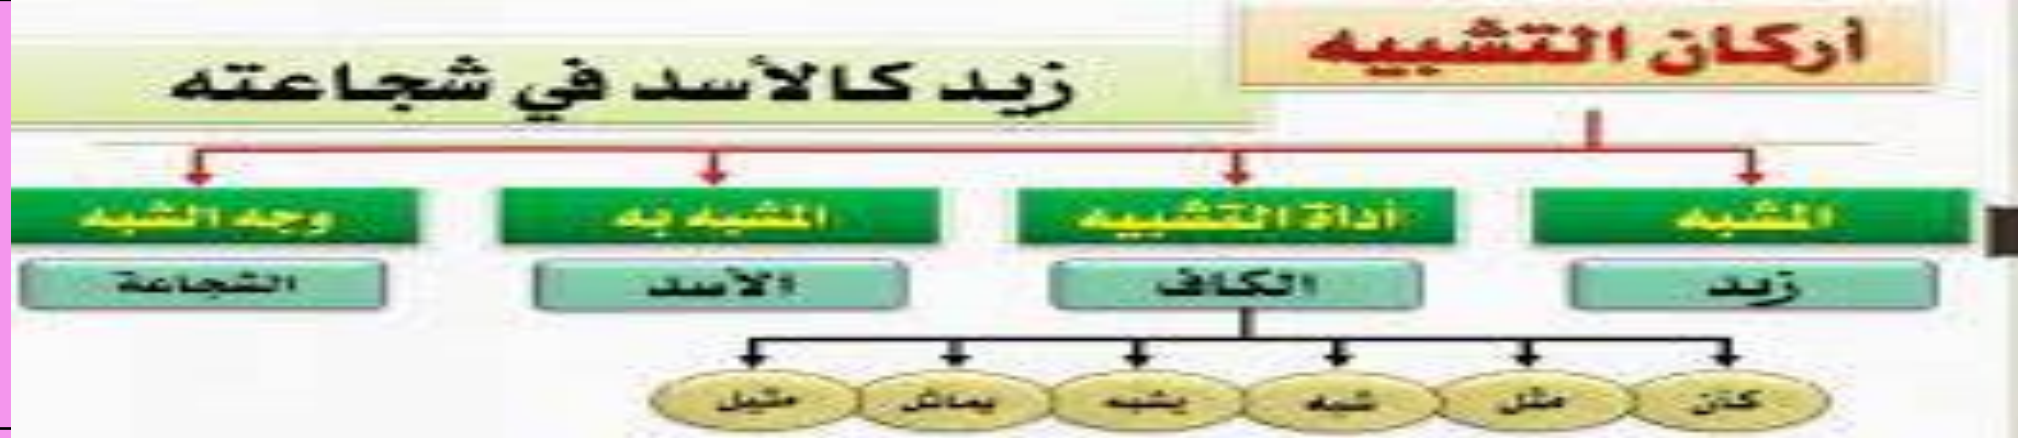 أركان التشبيه
زيد كالأسد في شجاعته
المشبه أداة التشبيه المشبه به وجه الشبه
زيد الكاف الأسد الشجاعة
كأن مثل شبه يشبه يماثل مثيل